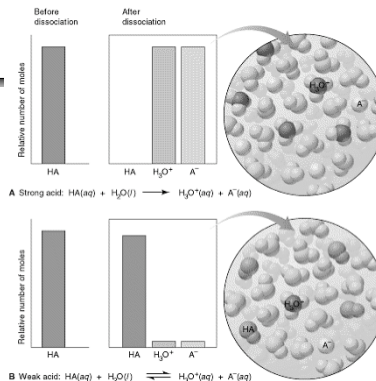 Before dissociation
After dissociation
Relative number of moles
HA
HA H₃O⁺ A⁻
H₃O⁺
A⁻
A Strong acid: HA(aq) + H₂O(l) ⟶ H₃O⁺(aq) + A⁻(aq)
Relative number of moles
HA
HA H₃O⁺ A⁻
HA
H₃O⁺
A⁻
B Weak acid: HA(aq) + H₂O(l) ⇌ H₃O⁺(aq) + A⁻(aq)